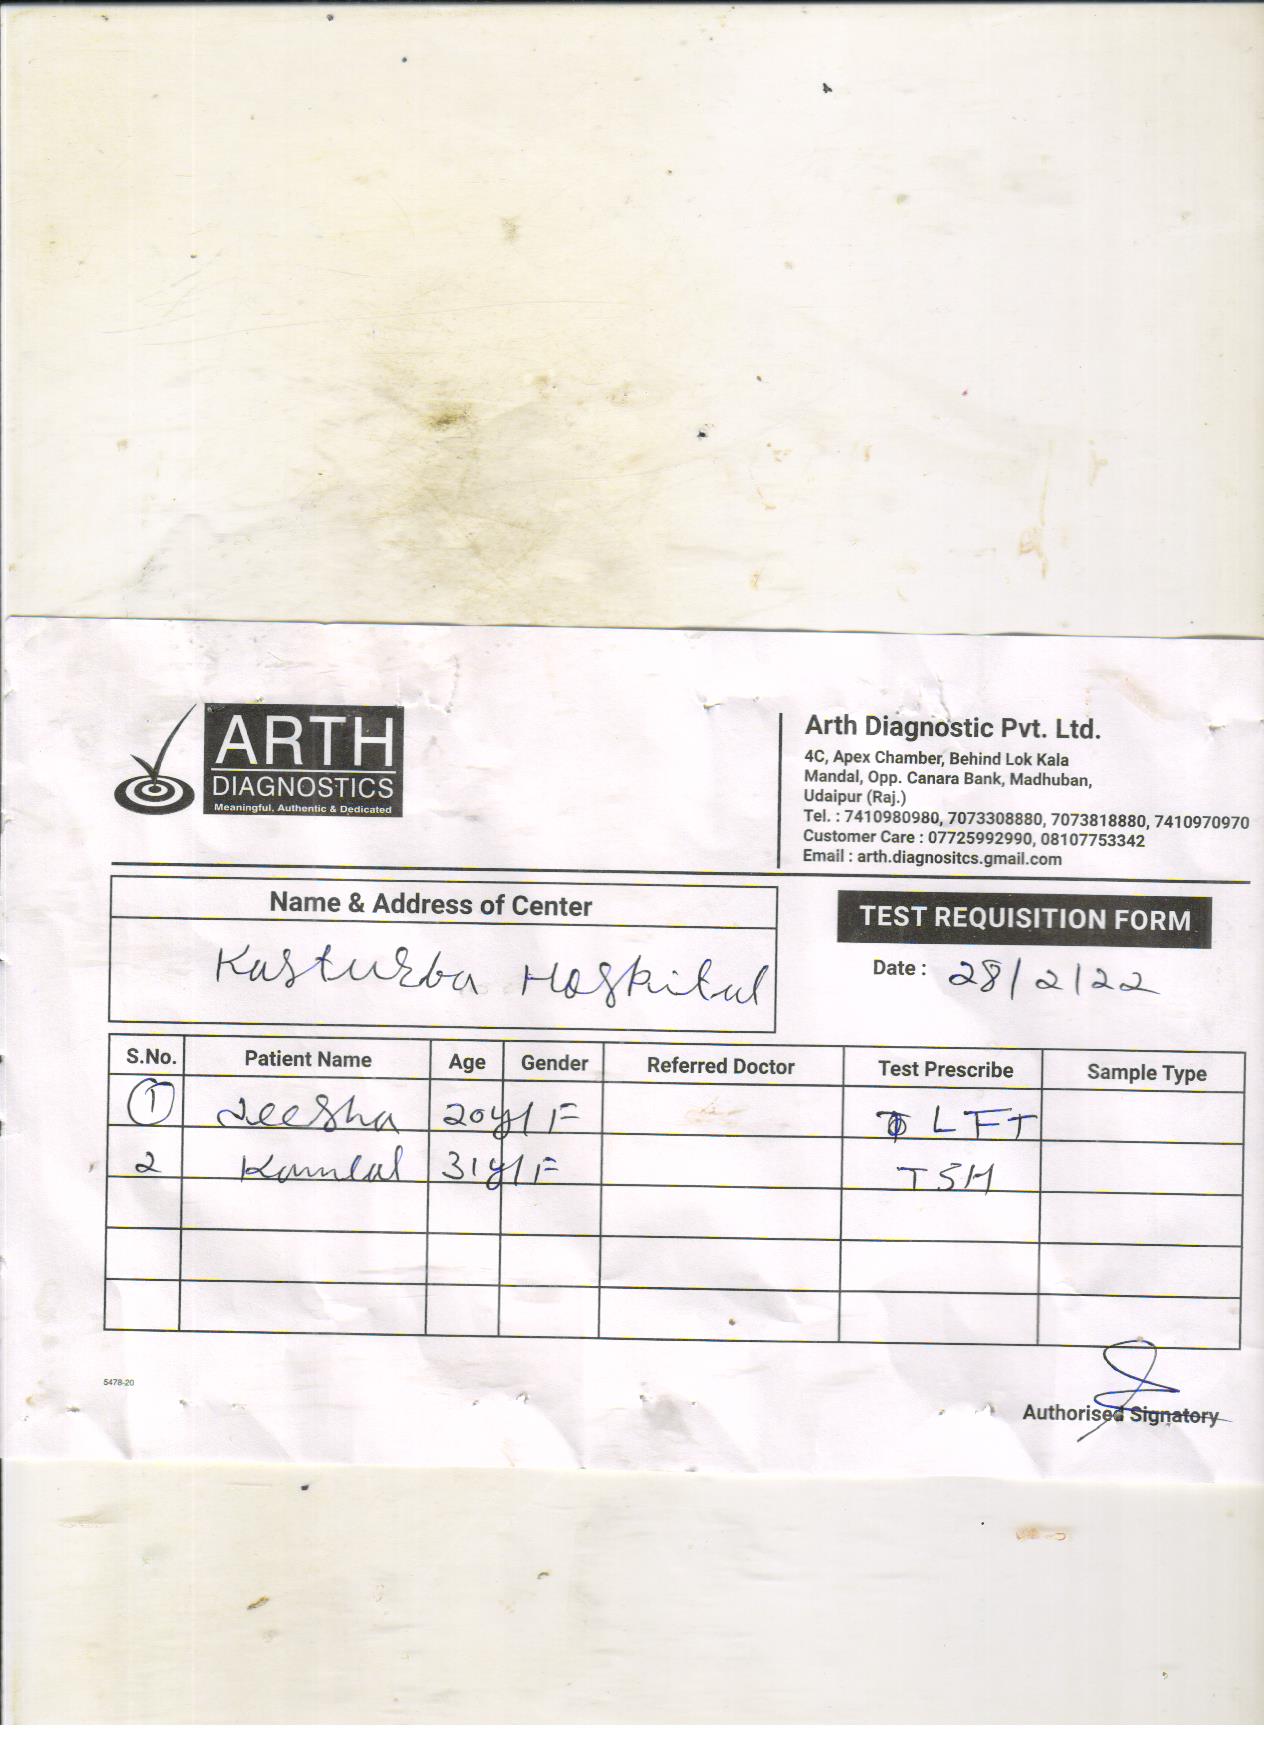 ARTH
DIAGNOSTICS
Meaningful, Authentic & Dedicated
Arth Diagnostic Pvt. Ltd.
4C, Apex Chamber, Behind Lok Kala
Mandal, Opp. Canara Bank, Madhuban,
Udaipur (Raj.)
Tel. : 7410980980, 7073308880, 7073818880, 7410970970
Customer Care : 07725992990, 08107753342
Email : arth.diagnositcs.gmail.com
Name & Address of Center
Kasturba Hospital
TEST REQUISITION FORM
Date : 28/2/22
S.No. Patient Name Age Gender Referred Doctor Test Prescribe Sample Type
1 20y/F LFT
2 Kamlal 31y/F TSH
5478-20
Authorised Signatory